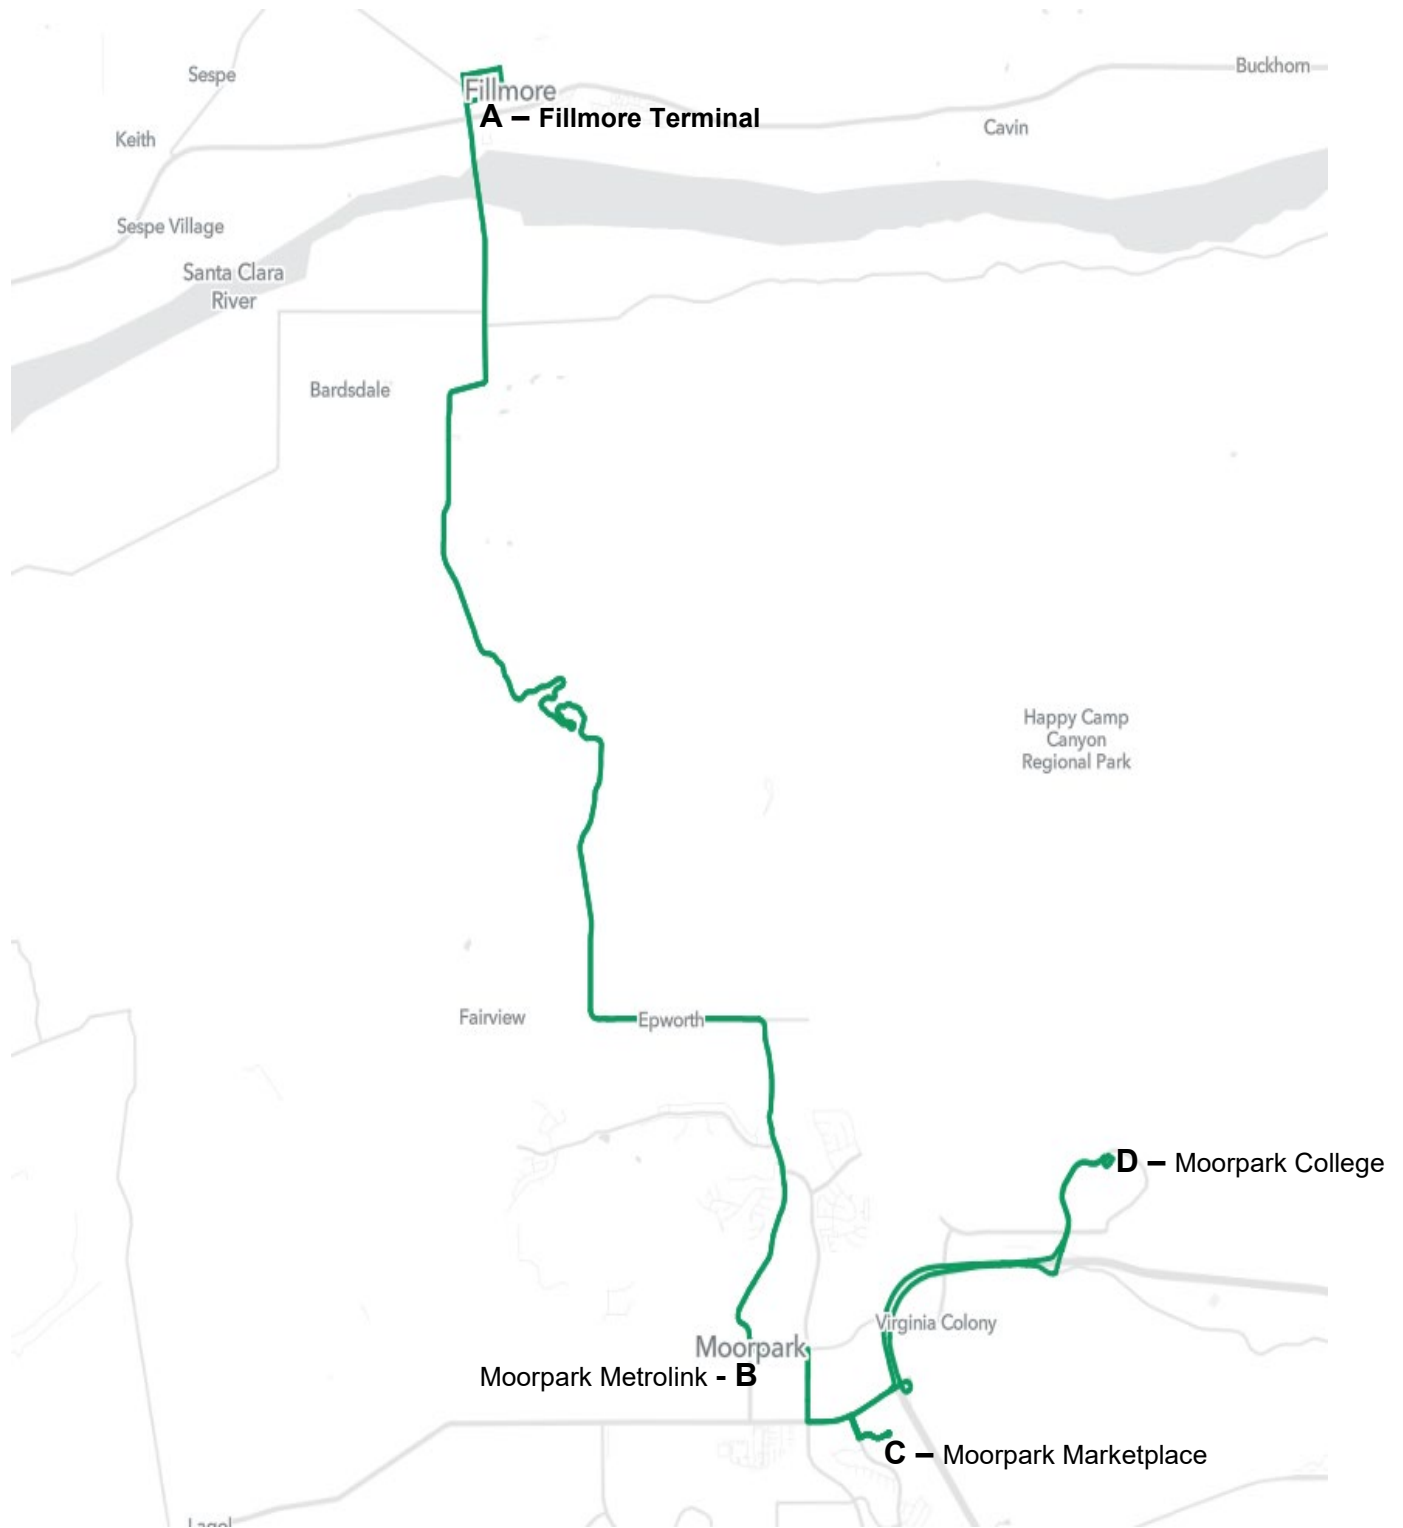 Sespe
Buckhorn
Fillmore
A – Fillmore Terminal
Cavin
Keith
Sespe Village
Santa Clara
River
Bardsdale
Happy Camp
Canyon
Regional Park
Fairview
Epworth
D – Moorpark College
Virginia Colony
Moorpark
Moorpark Metrolink - B
C – Moorpark Marketplace